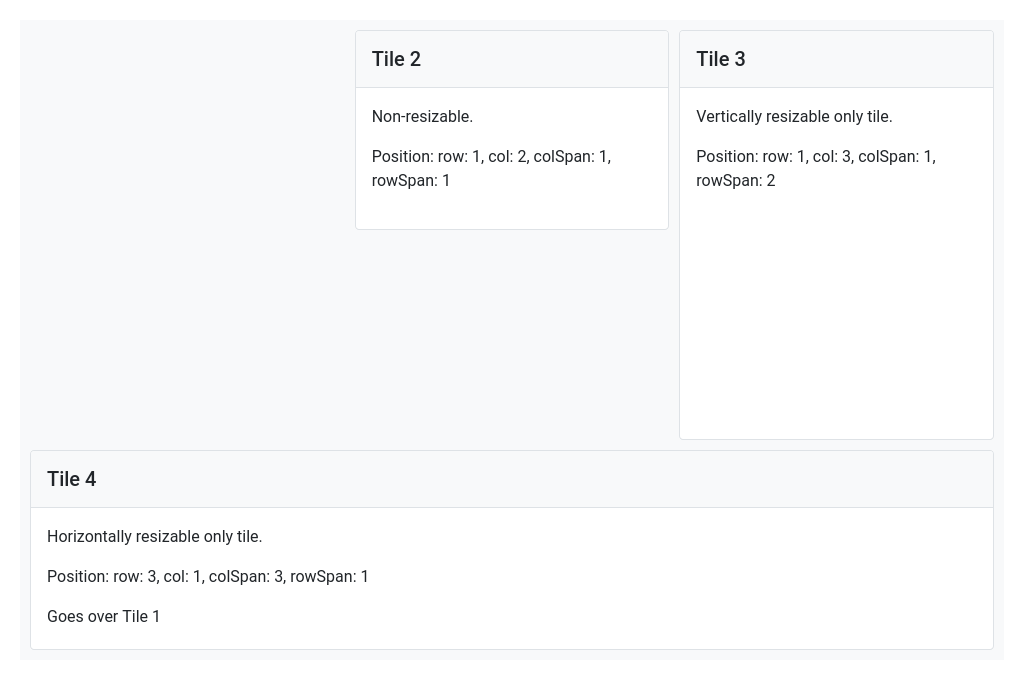 Tile 2
Non-resizable.
Position: row: 1, col: 2, colSpan: 1,
rowSpan: 1
Tile 3
Vertically resizable only tile.
Position: row: 1, col: 3, colSpan: 1,
rowSpan: 2
Tile 4
Horizontally resizable only tile.
Position: row: 3, col: 1, colSpan: 3, rowSpan: 1
Goes over Tile 1